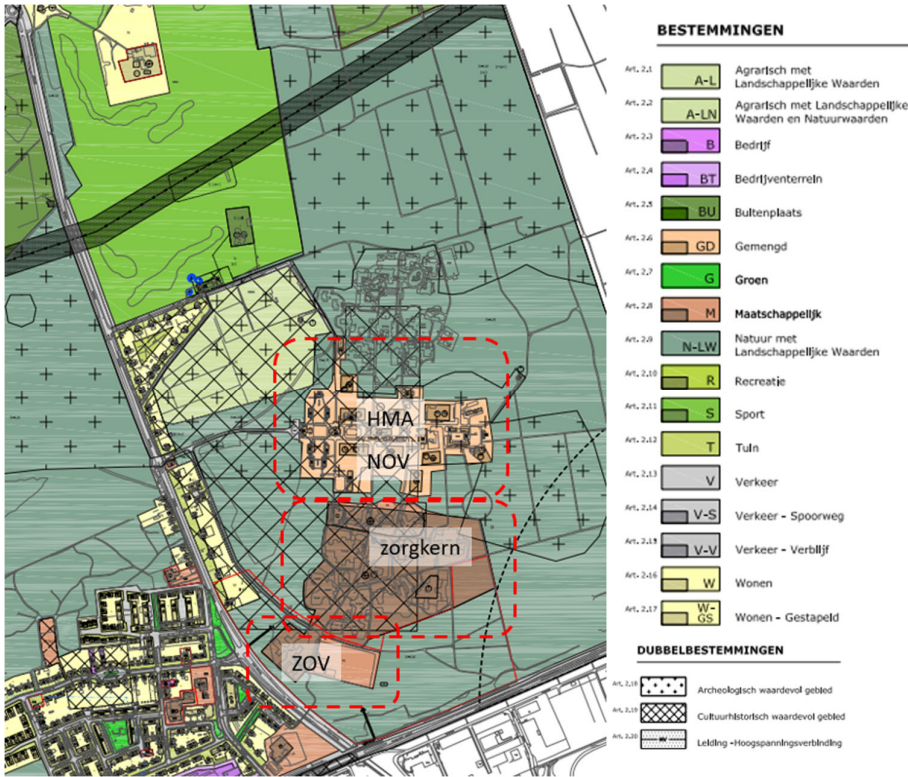 HMA
NOV
zorgkern
ZOV
BESTEMMINGEN
Art. 2.1 A-L Agrarisch met
Landschappelijke Waarden
Art. 2.2 A-LN Agrarisch met Landschappelijke
Waarden en Natuurwaarden
Art. 2.3 B Bedrijf
Art. 2.4 BT Bedrijventerrein
Art. 2.5 BU Buitenplaats
Art. 2.6 GD Gemengd
Art. 2.7 G Groen
Art. 2.8 M Maatschappelijk
Art. 2.9 N-LW Natuur met
Landschappelijke Waarden
Art. 2.10 R Recreatie
Art. 2.11 S Sport
Art. 2.12 T Tuin
Art. 2.13 V Verkeer
Art. 2.14 V-S Verkeer - Spoorweg
Art. 2.15 V-V Verkeer - Verblijf
Art. 2.16 W Wonen
Art. 2.17 W-
GS Wonen - Gestapeld
DUBBELBESTEMMINGEN
Art. 2.18 Archeologisch waardevol gebied
Art. 2.19 Cultuurhistorisch waardevol gebied
Art. 2.20 Leiding -Hoogspanningsverbinding